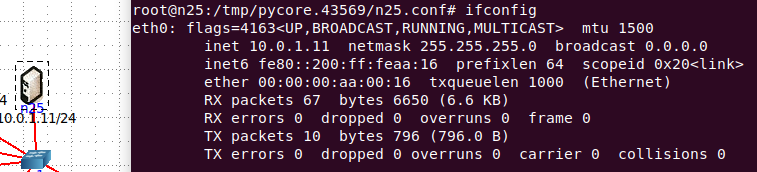 root@n25:/tmp/pycore.43569/n25.conf# ifconfig
eth0: flags=4163<UP,BROADCAST,RUNNING,MULTICAST>  mtu 1500
        inet 10.0.1.11  netmask 255.255.255.0  broadcast 0.0.0.0
        inet6 fe80::200:ff:feaa:16  prefixlen 64  scopeid 0x20<link>
        ether 00:00:00:aa:00:16  txqueuelen 1000  (Ethernet)
        RX packets 67  bytes 6650 (6.6 KB)
        RX errors 0  dropped 0  overruns 0  frame 0
        TX packets 10  bytes 796 (796.0 B)
        TX errors 0  dropped 0 overruns 0  carrier 0  collisions 0
4
n25
10.0.1.11/24